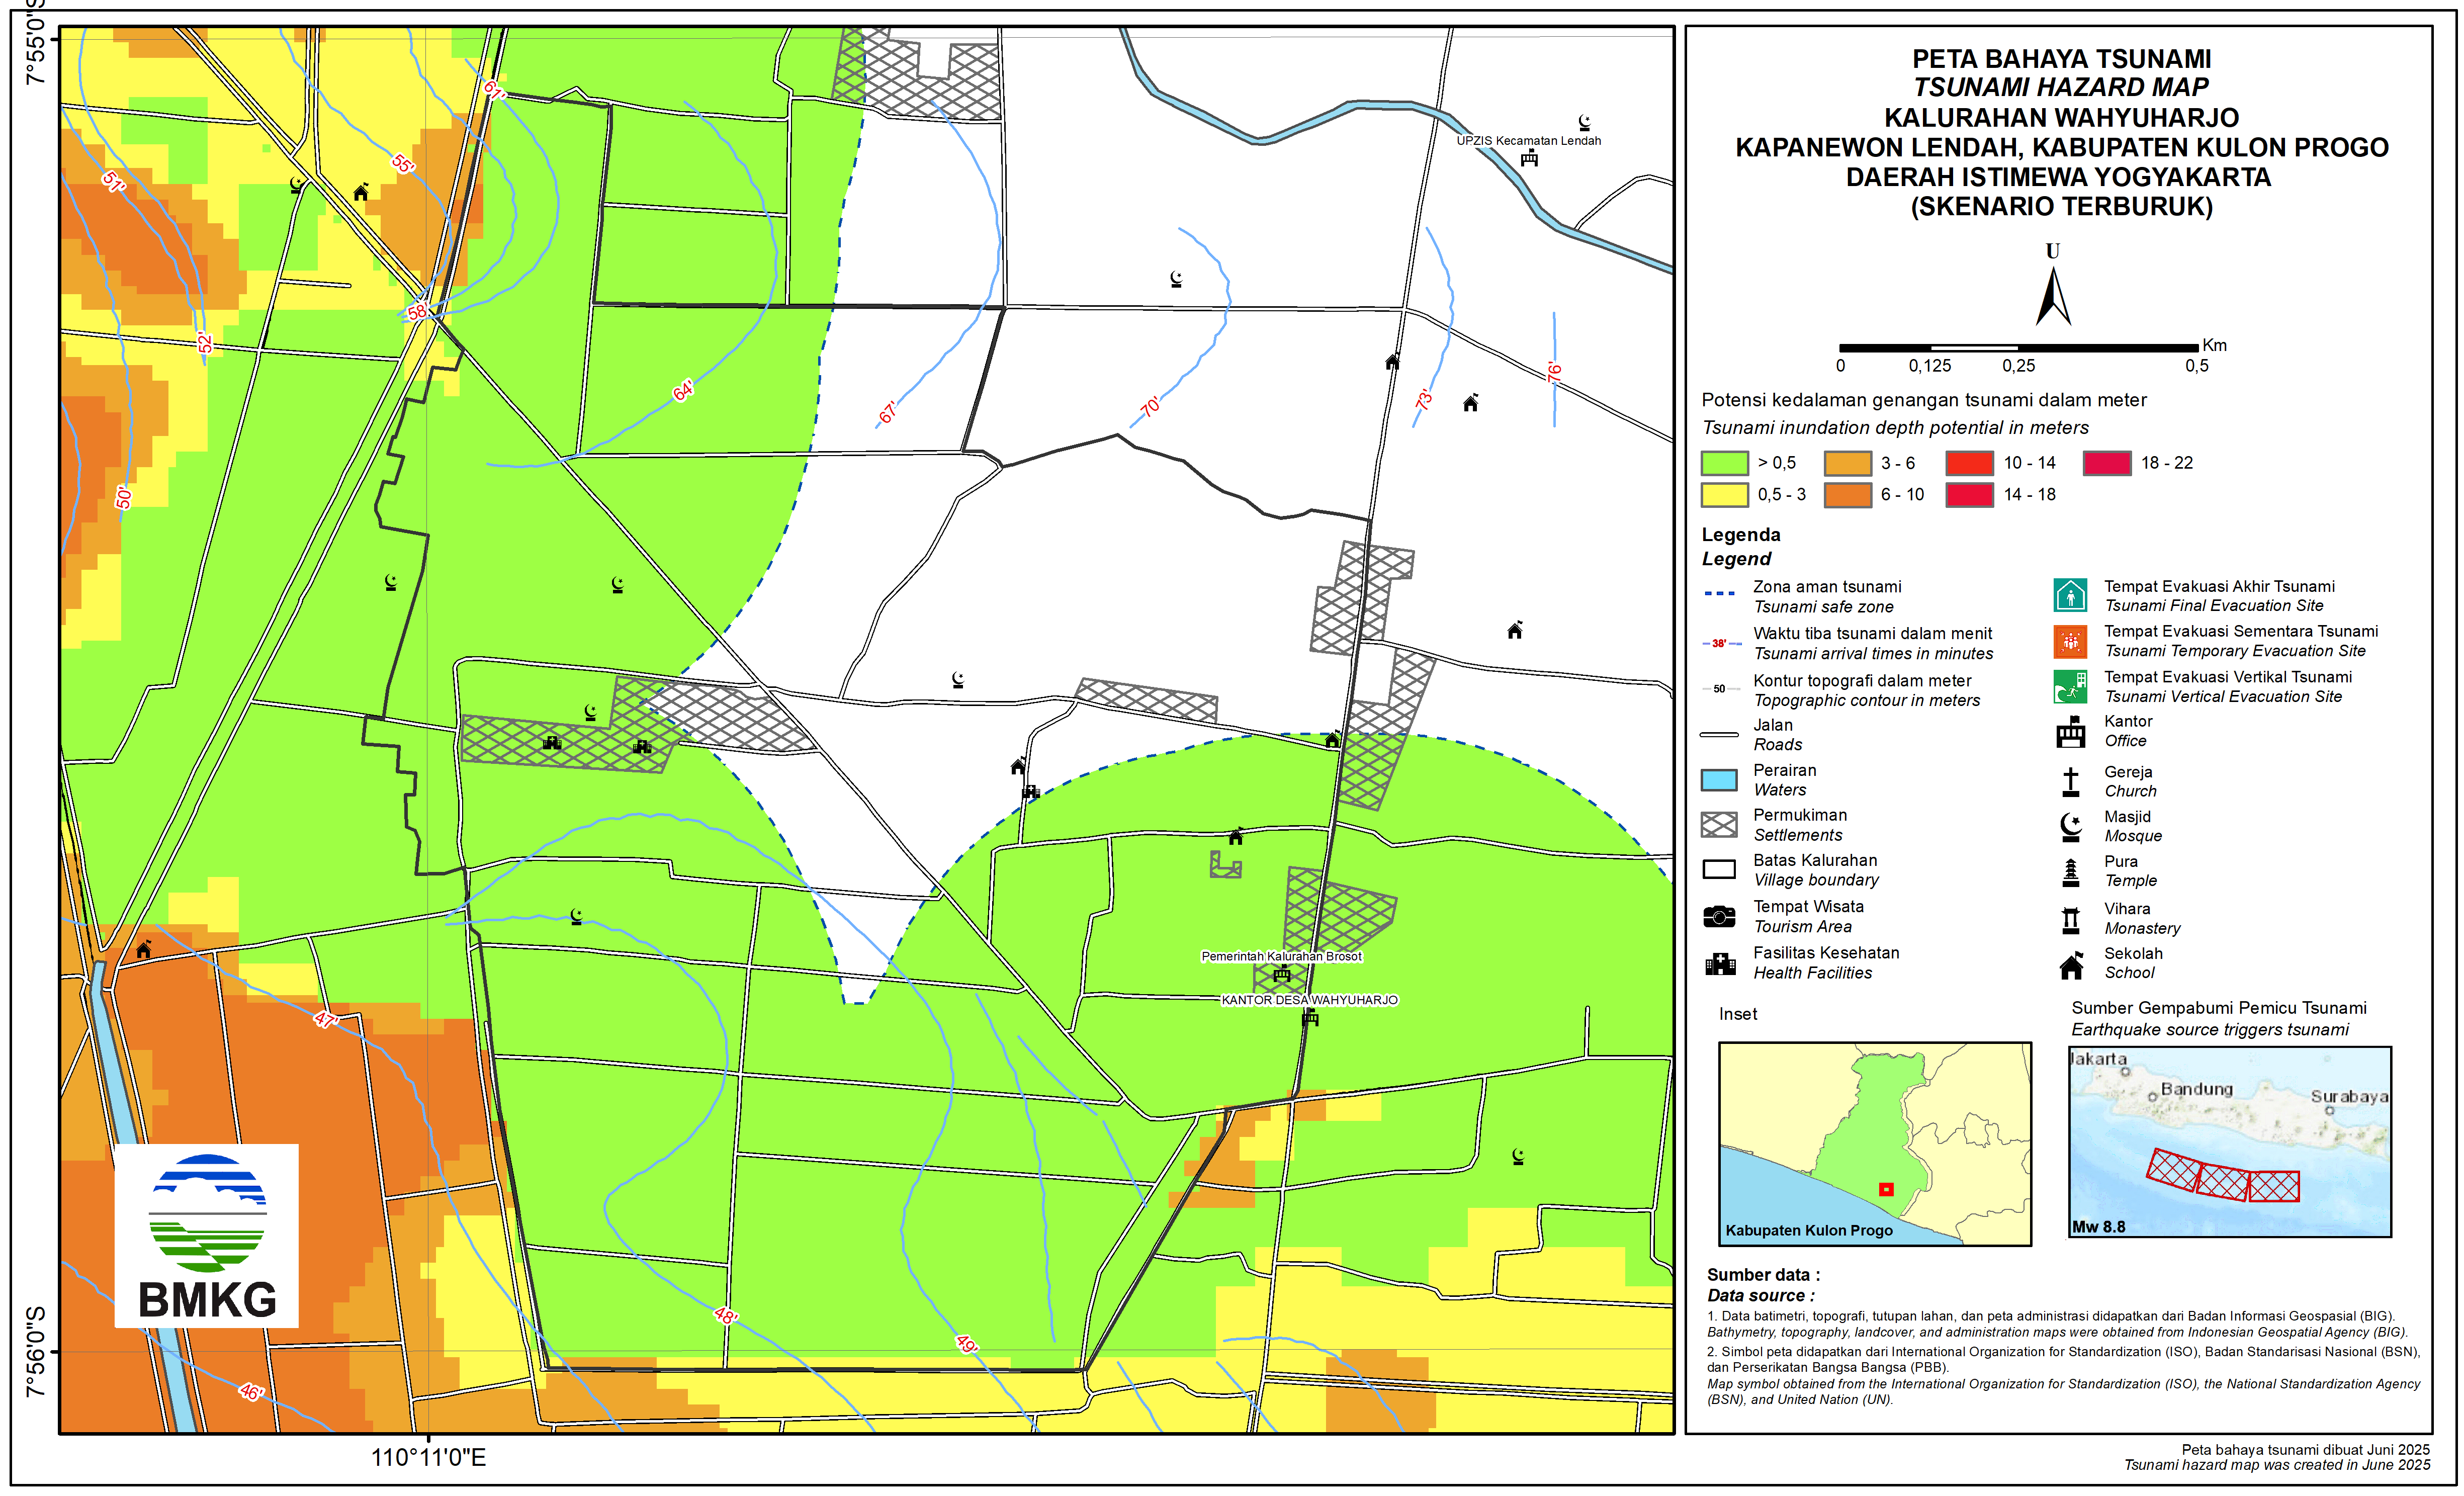 PETA BAHAYA TSUNAMI
TSUNAMI HAZARD MAP
KALURAHAN WAHYUHARJO
KAPANEWON LENDAH, KABUPATEN KULON PROGO
DAERAH ISTIMEWA YOGYAKARTA
(SKENARIO TERBURUK)
U
Km
0 0,125 0,25 0,5
Potensi kedalaman genangan tsunami dalam meter
Tsunami inundation depth potential in meters
> 0,5 3 - 6 10 - 14 18 - 22
0,5 - 3 6 - 10 14 - 18
Legenda
Legend
Zona aman tsunami
Tsunami safe zone
38' Waktu tiba tsunami dalam menit
Tsunami arrival times in minutes
50 Kontur topografi dalam meter
Topographic contour in meters
Jalan
Roads
Perairan
Waters
Permukiman
Settlements
Batas Kalurahan
Village boundary
Tempat Wisata
Tourism Area
Fasilitas Kesehatan
Health Facilities
Tempat Evakuasi Akhir Tsunami
Tsunami Final Evacuation Site
Tempat Evakuasi Sementara Tsunami
Tsunami Temporary Evacuation Site
Tempat Evakuasi Vertikal Tsunami
Tsunami Vertical Evacuation Site
Kantor
Office
Gereja
Church
Masjid
Mosque
Pura
Temple
Vihara
Monastery
Sekolah
School
Inset
Kabupaten Kulon Progo
Sumber Gempabumi Pemicu Tsunami
Earthquake source triggers tsunami
Jakarta
Bandung
Surabaya
Mw 8.8
Sumber data :
Data source :
1. Data batimetri, topografi, tutupan lahan, dan peta administrasi didapatkan dari Badan Informasi Geospasial (BIG).
Bathymetry, topography, landcover, and administration maps were obtained from Indonesian Geospatial Agency (BIG).
2. Simbol peta didapatkan dari International Organization for Standardization (ISO), Badan Standarisasi Nasional (BSN),
dan Perserikatan Bangsa Bangsa (PBB).
Map symbol obtained from the International Organization for Standardization (ISO), the National Standardization Agency
(BSN), and United Nation (UN).
Peta bahaya tsunami dibuat Juni 2025
Tsunami hazard map was created in June 2025
7°55'0"S
7°56'0"S
110°11'0"E
61'
55'
51'
58'
52'
50'
64'
67'
70'
73'
76'
47'
48'
49'
46'
UPZIS Kecamatan Lendah
Pemerintah Kalurahan Brosot
KANTOR DESA WAHYUHARJO
BMKG